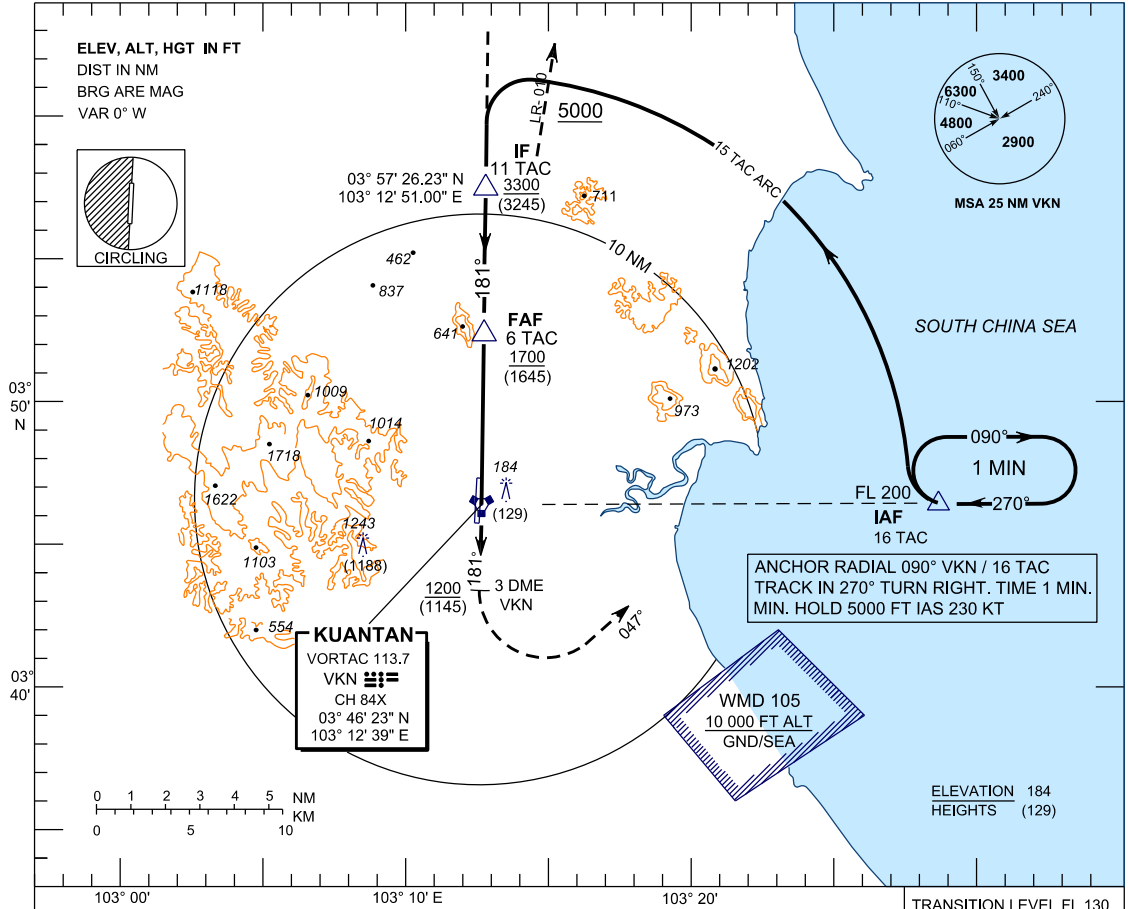 ELEV, ALT, HGT IN FT
DIST IN NM
BRG ARE MAG
VAR 0° W
CIRCLING
LR- 010
5000
IF
11 TAC
3300
(3245)
03° 57' 26.23" N
103° 12' 51.00" E
711
15 TAC ARC
150°
3400
6300
110°
240°
4800
060°
2900
MSA 25 NM VKN
10 NM
462
837
1118
181°
641
FAF
6 TAC
1700
(1645)
SOUTH CHINA SEA
1202
973
03°
50'
N
1009
1014
1718
1622
184
(129)
090°
1 MIN
270°
FL 200
IAF
16 TAC
1243
(1188)
1103
554
ANCHOR RADIAL 090° VKN / 16 TAC
TRACK IN 270° TURN RIGHT. TIME 1 MIN.
MIN. HOLD 5000 FT IAS 230 KT
181°
1200
(1145)
3 DME
VKN
047°
KUANTAN
VORTAC 113.7
VKN
CH 84X
03° 46' 23" N
103° 12' 39" E
03°
40'
WMD 105
10 000 FT ALT
GND/SEA
ELEVATION 184
HEIGHTS (129)
0 1 2 3 4 5 NM
KM
0 5 10
103° 00' 103° 10' E 103° 20'
TRANSITION LEVEL FL 130